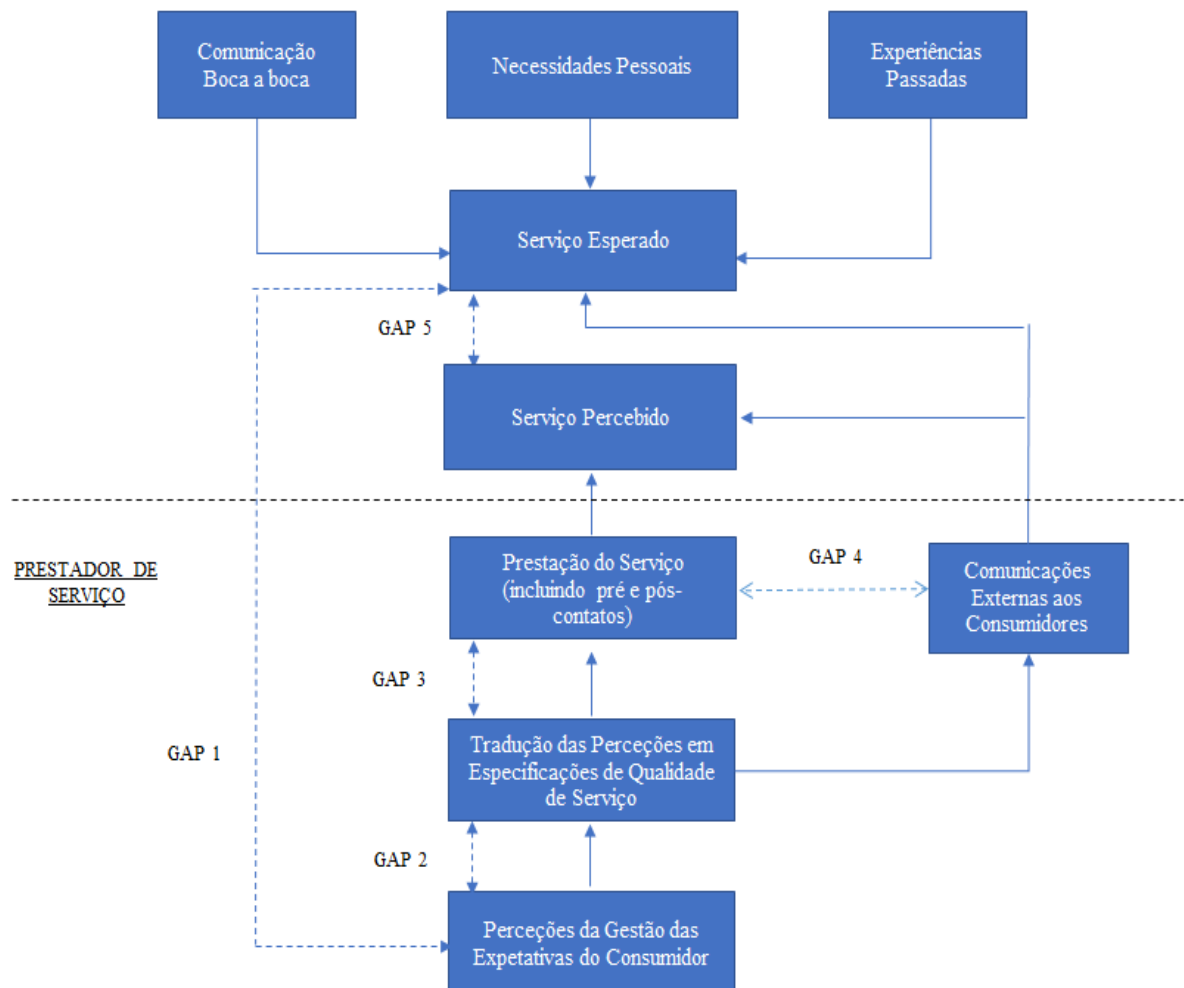 Comunicação
Boca a boca
Necessidades Pessoais
Experiências
Passadas
Serviço Esperado
GAP 5
Serviço Percebido
PRESTADOR DE
SERVIÇO
Prestação do Serviço
(incluindo pré e pós-
contatos)
GAP 4
Comunicações
Externas aos
Consumidores
GAP 3
GAP 1
Tradução das Perceções em
Especificações de Qualidade
de Serviço
GAP 2
Perceções da Gestão das
Expetativas do Consumidor